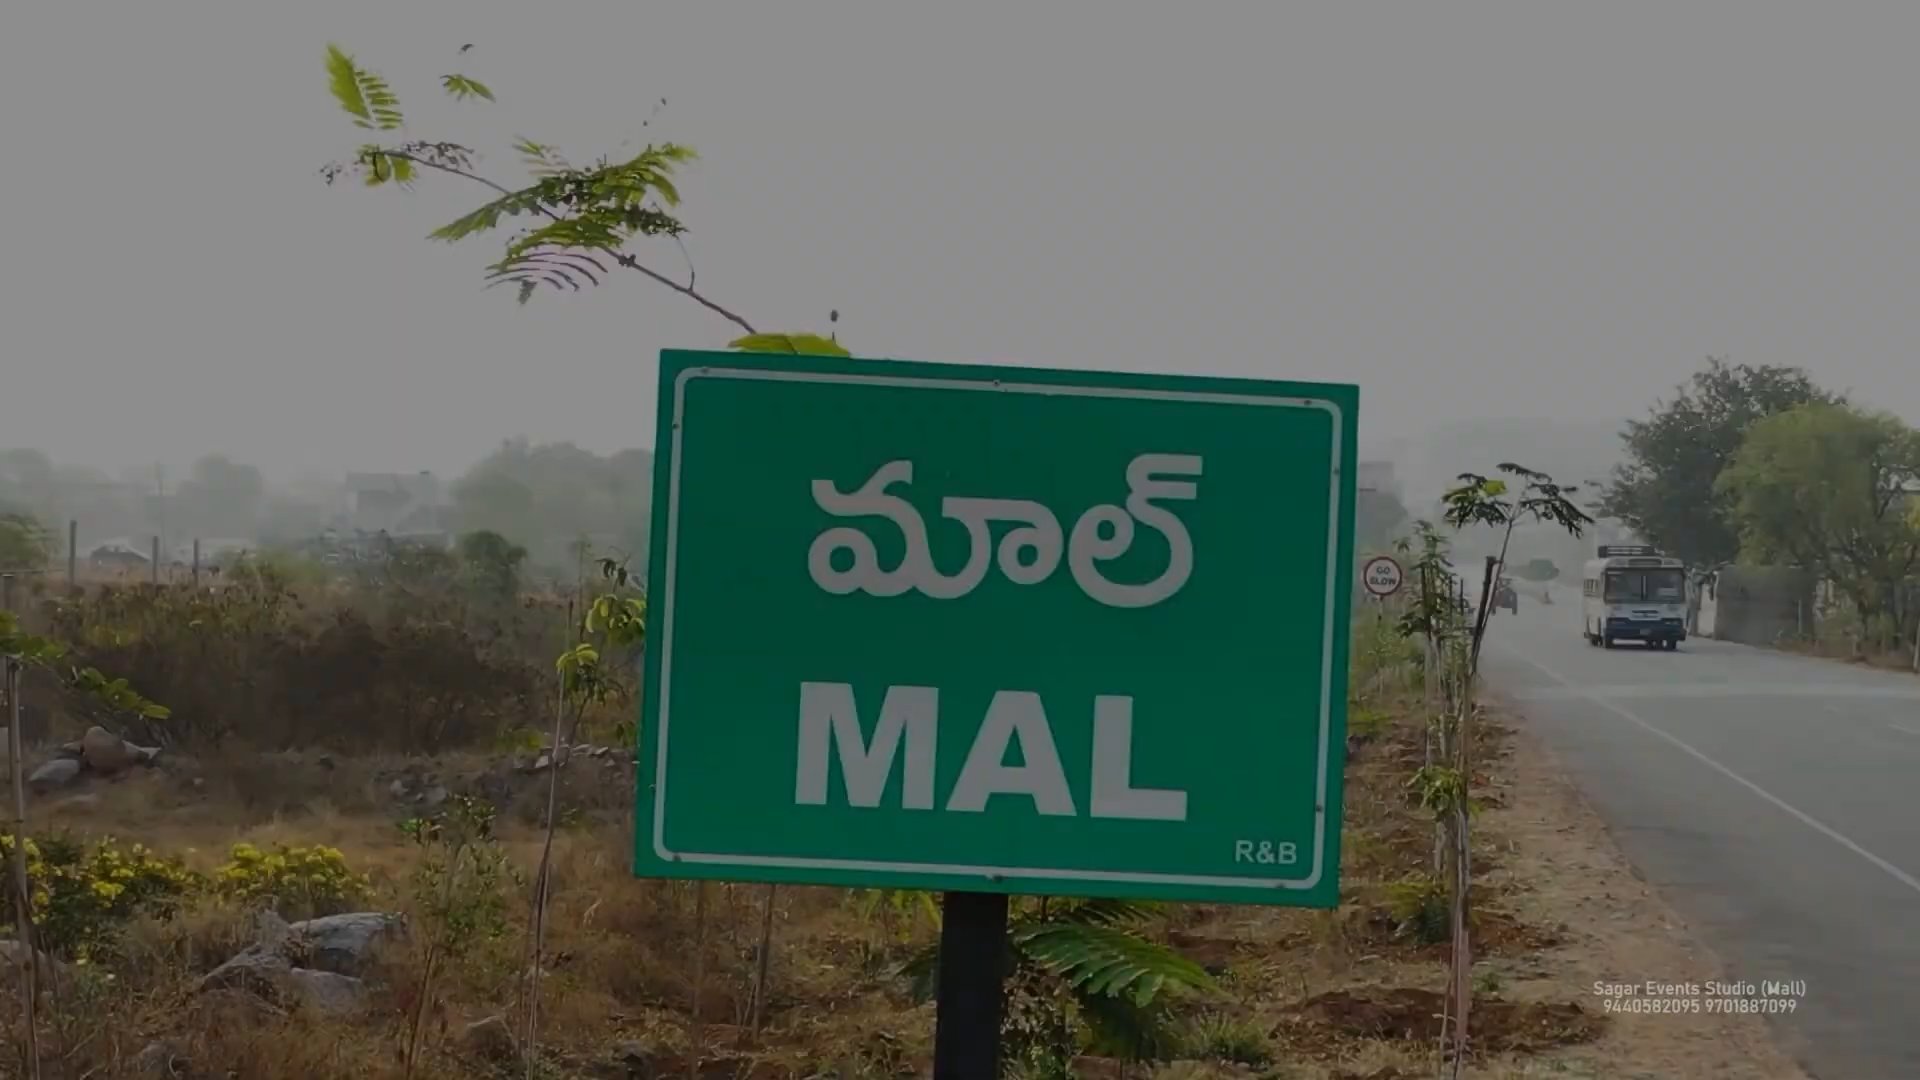 మాల్
MAL
R&B
GO
SLOW
Sagar Events Studio (Mall)
9440582095 9701887099